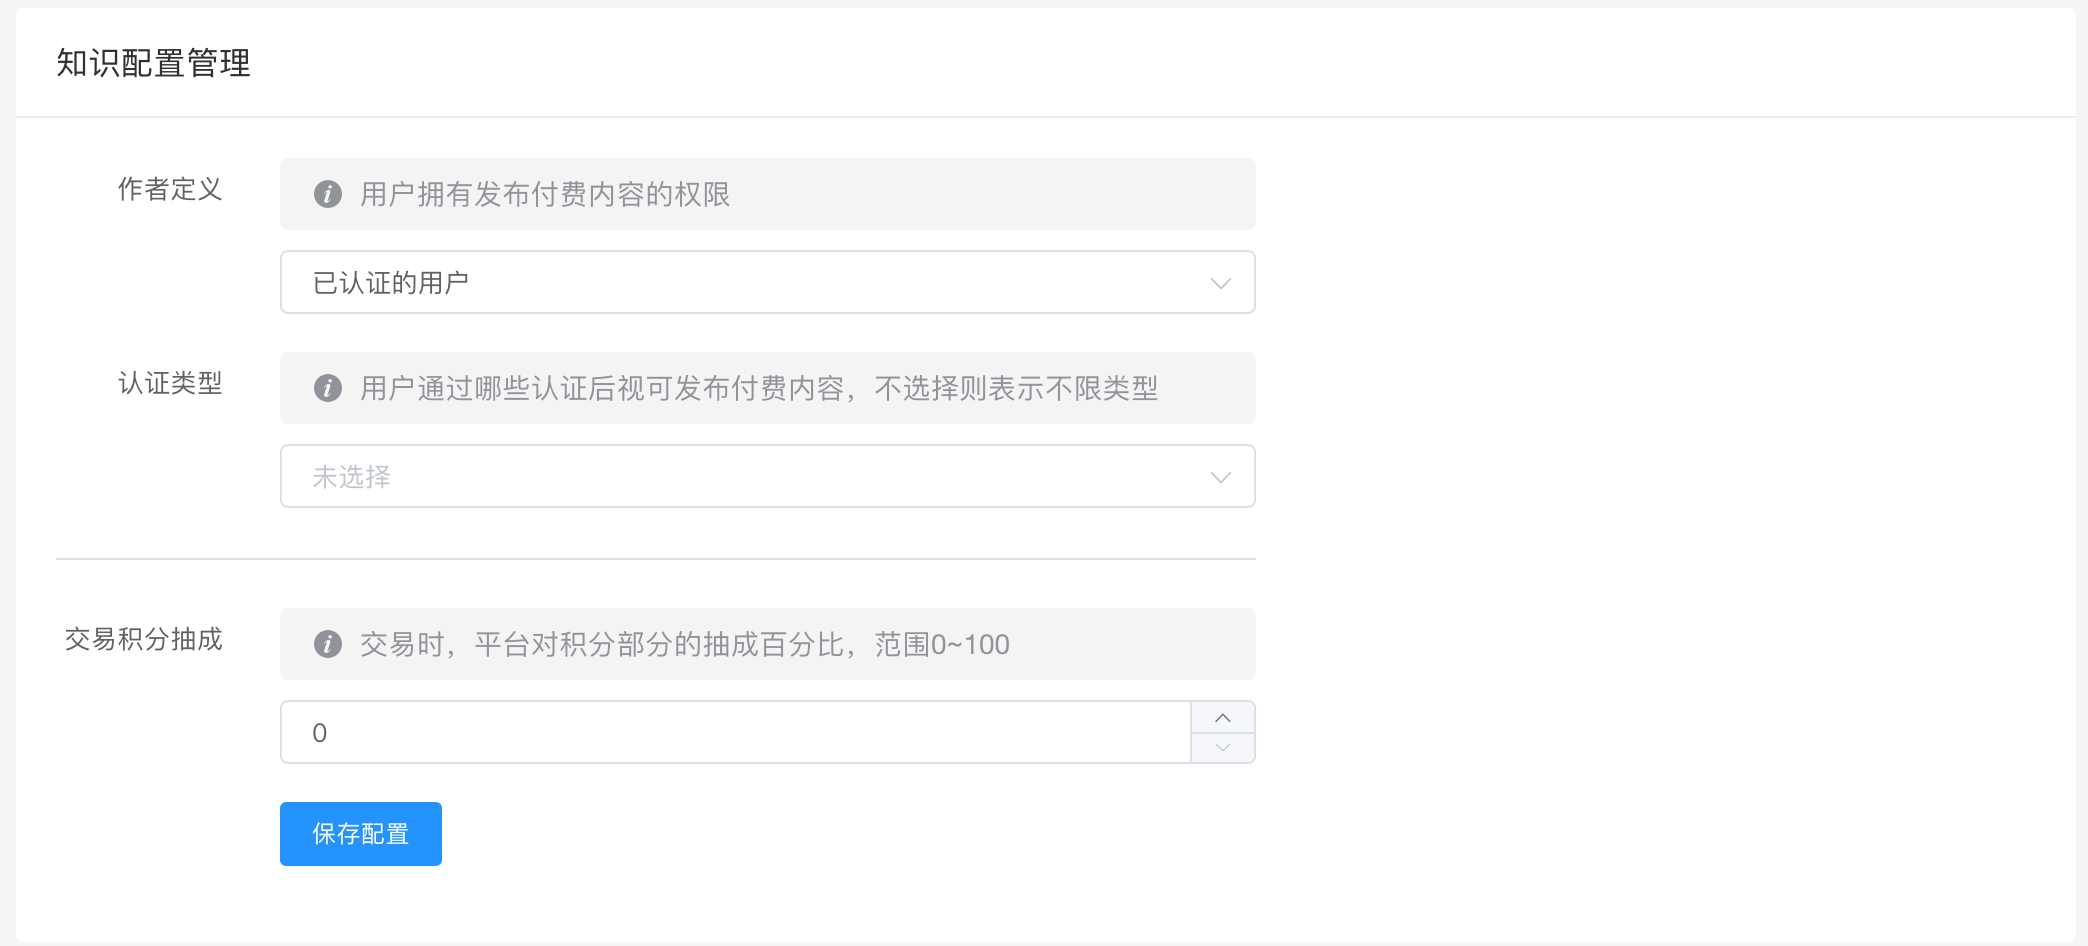 知识配置管理
作者定义
用户拥有发布付费内容的权限
已认证的用户
认证类型
用户通过哪些认证后视可发布付费内容，不选择则表示不限类型
未选择
交易积分抽成
交易时，平台对积分部分的抽成百分比，范围0~100
0
保存配置